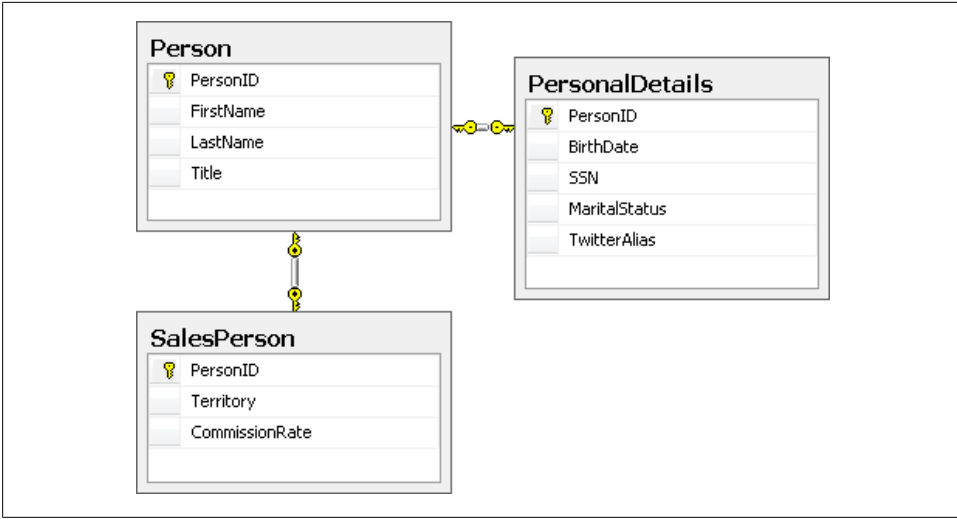 Person
PersonID
FirstName
LastName
Title
PersonalDetails
PersonID
BirthDate
SSN
MaritalStatus
TwitterAlias
SalesPerson
PersonID
Territory
CommissionRate